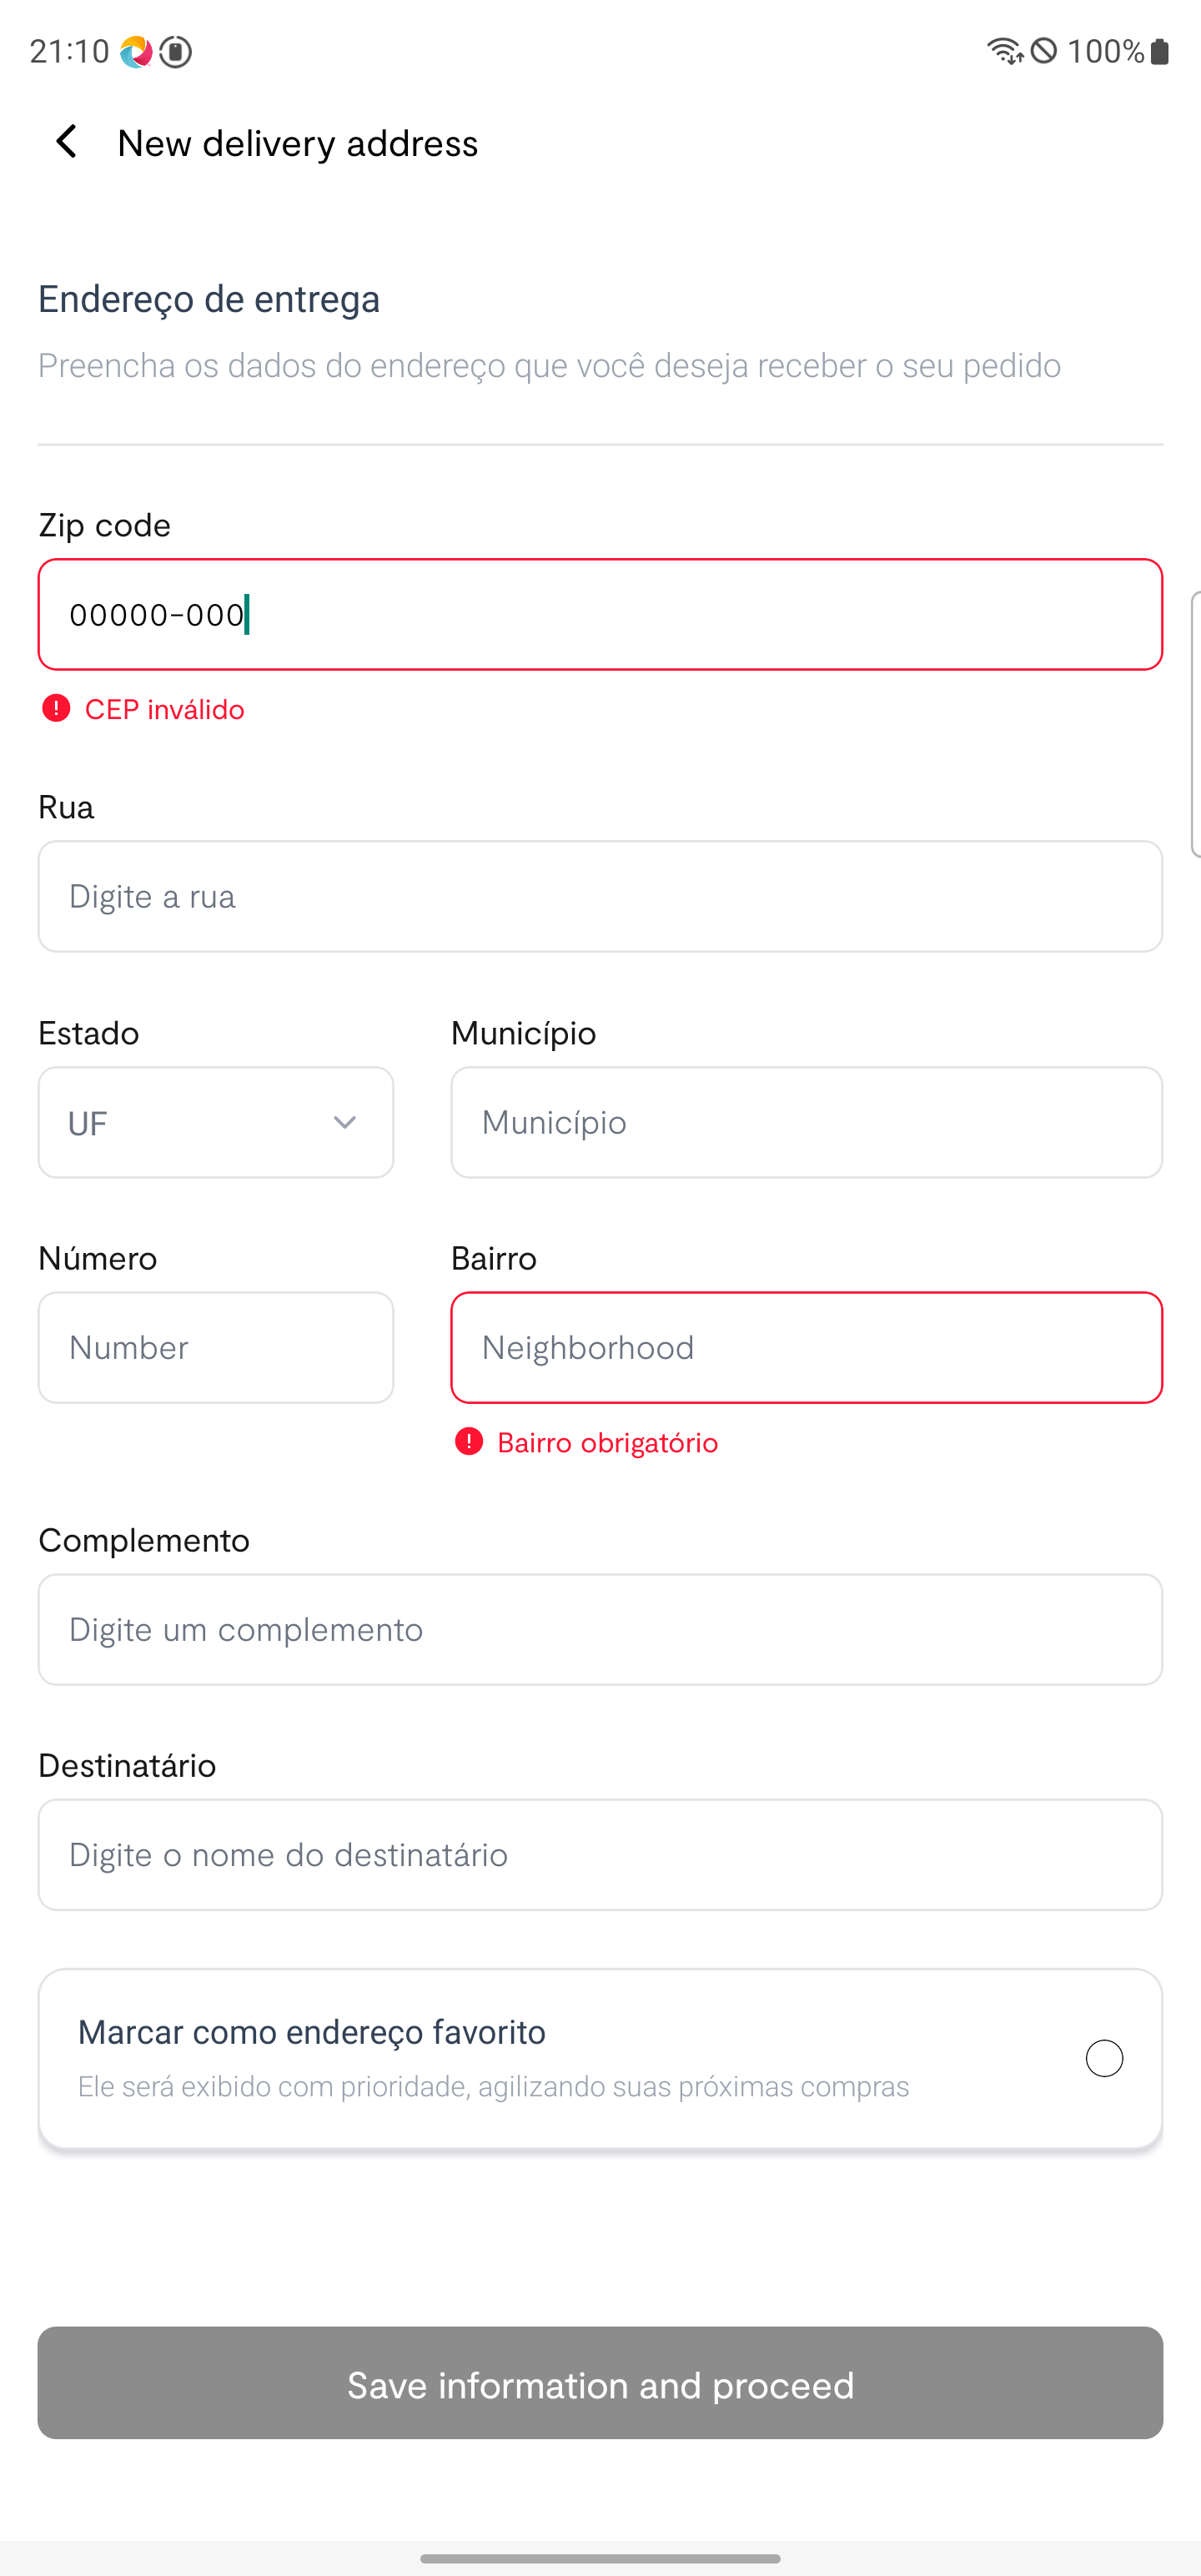 21:10
100%
New delivery address
Endereço de entrega
Preencha os dados do endereço que você deseja receber o seu pedido
Zip code
00000-000
CEP inválido
Rua
Digite a rua
Estado
Município
UF
Município
Número
Bairro
Number
Neighborhood
Bairro obrigatório
Complemento
Digite um complemento
Destinatário
Digite o nome do destinatário
Marcar como endereço favorito
Ele será exibido com prioridade, agilizando suas próximas compras
Save information and proceed